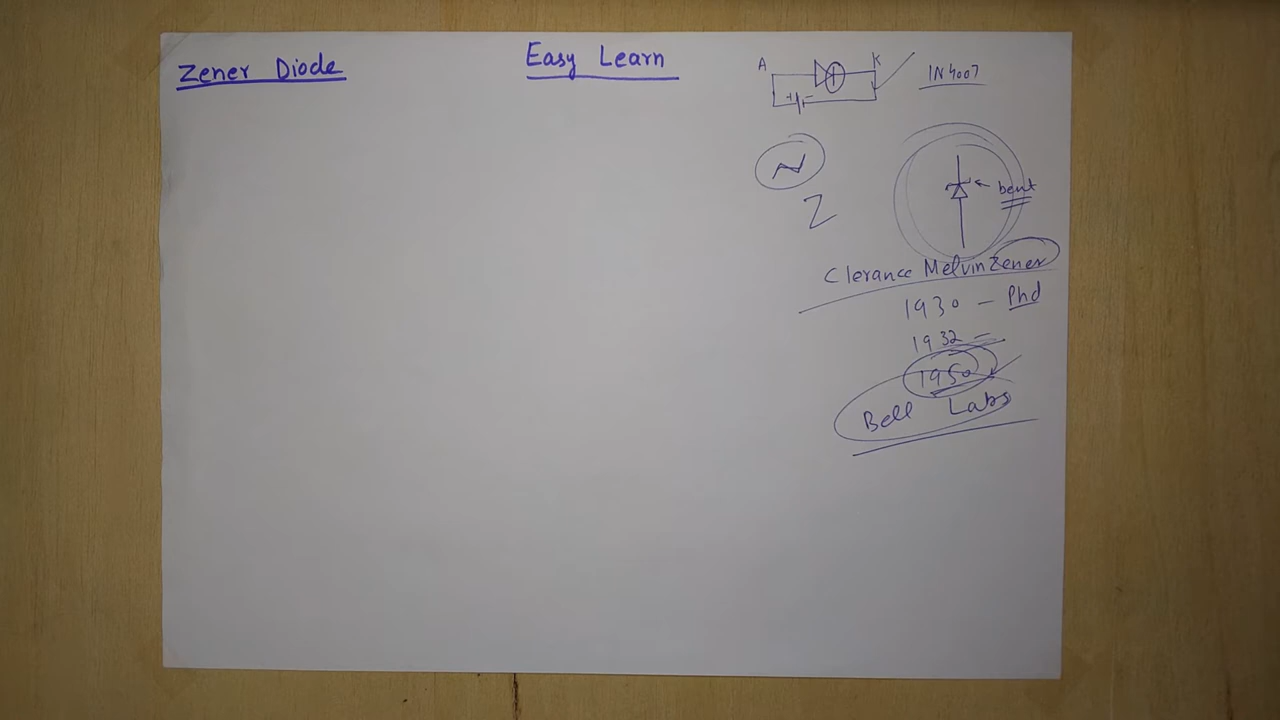 Zener Diode
Easy Learn
A
K
1N4007
+ -
bent
Z
Clerance Melvin Zener
1930 - Phd
1932 -
1950
Bell Labs